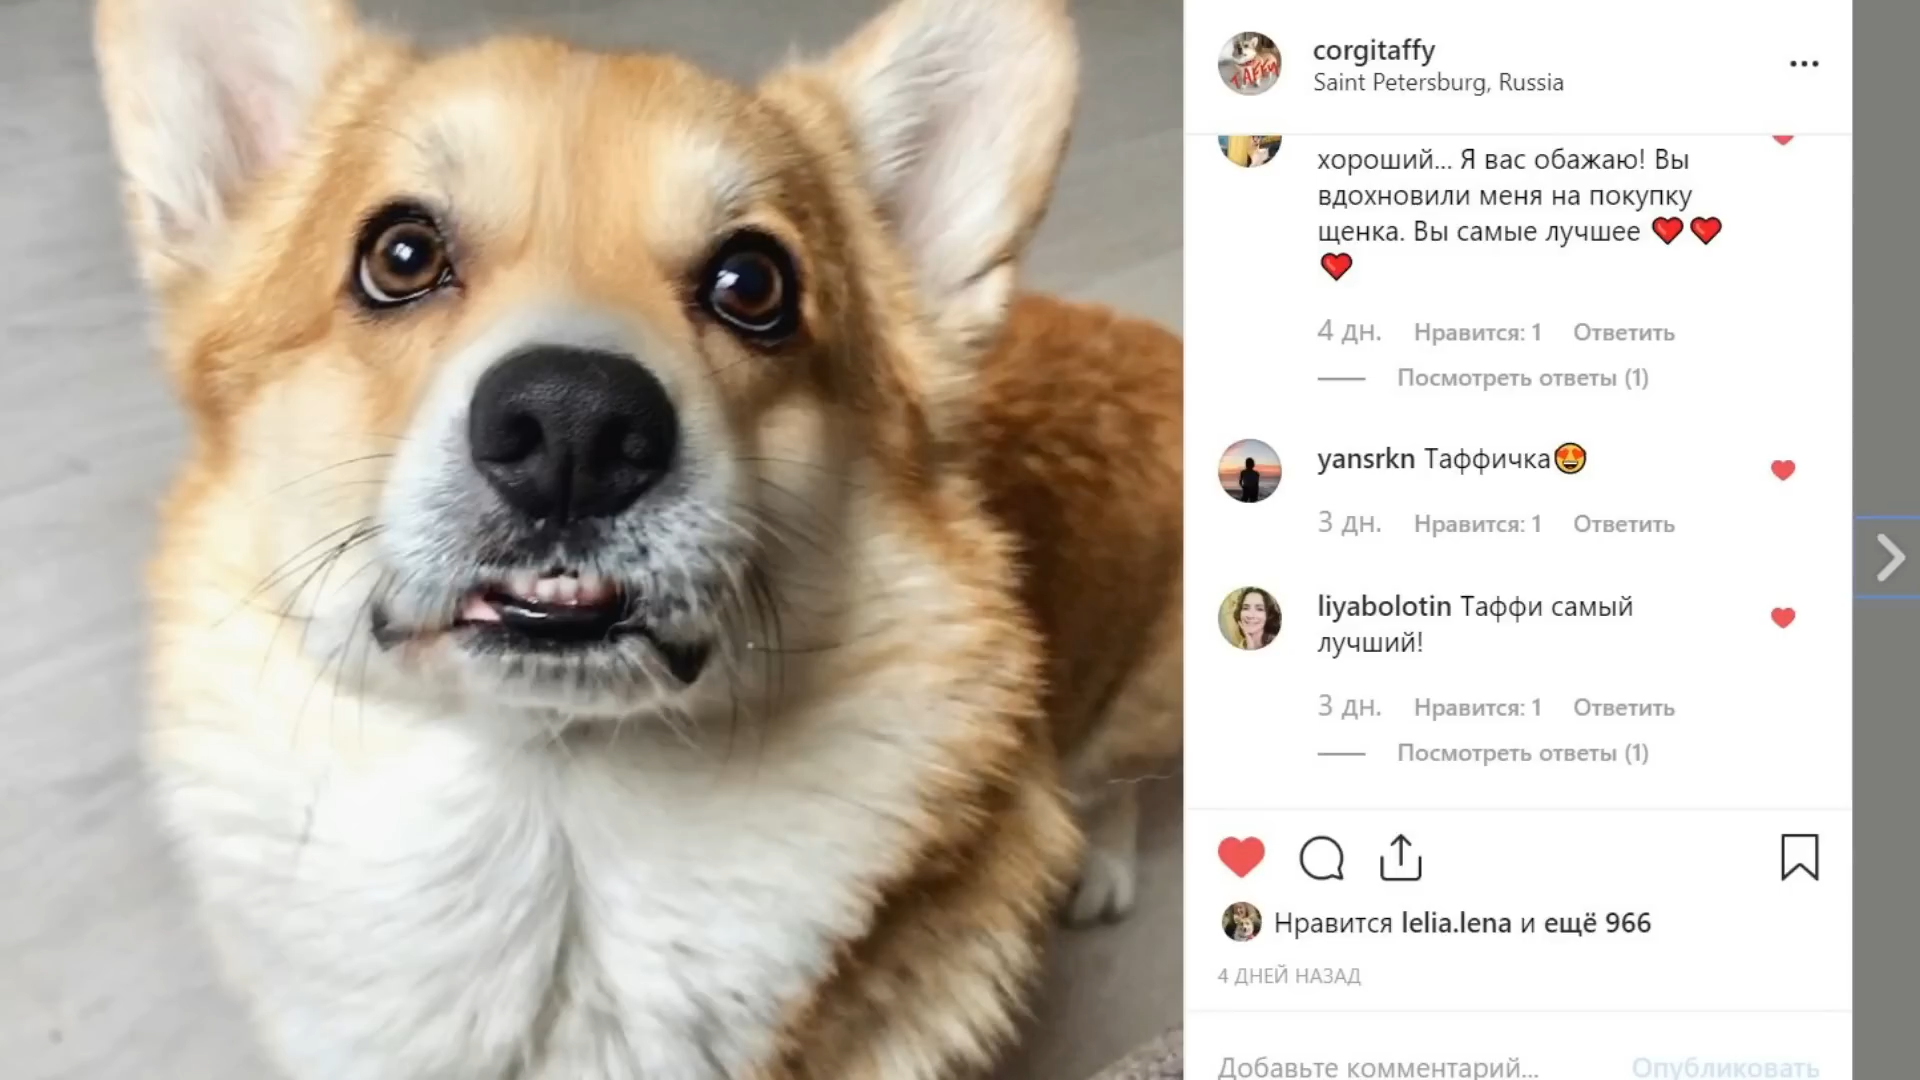 corgitaffy
Saint Petersburg, Russia
хороший... Я вас обажаю! Вы
вдохновили меня на покупку
щенка. Вы самые лучшее ❤️❤️
❤️
4 дн. Нравится: 1 Ответить
Посмотреть ответы (1)
yansrkn Таффичка😍
3 дн. Нравится: 1 Ответить
liyabolotin Таффи самый
лучший!
3 дн. Нравится: 1 Ответить
Посмотреть ответы (1)
Нравится lelia.lena и ещё 966
4 ДНЕЙ НАЗАД
Добавьте комментарий... Опубликовать